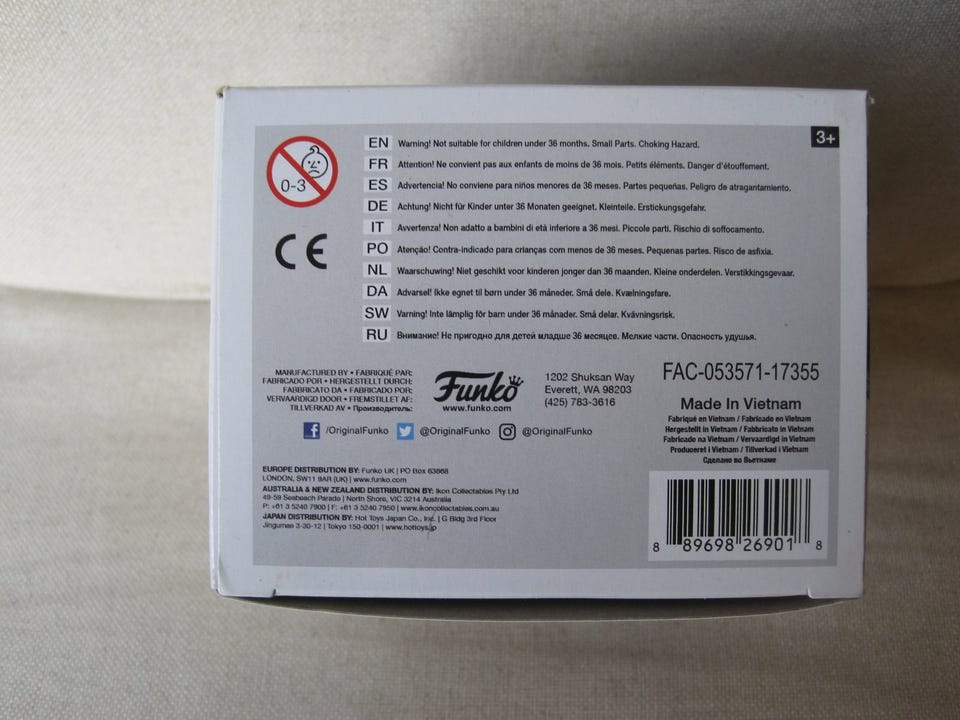 3+
0-3
CE
EN Warning! Not suitable for children under 36 months. Small Parts. Choking Hazard.
FR Attention! Ne convient pas aux enfants de moins de 36 mois. Petits éléments. Danger d'étouffement.
ES Advertencia! No conviene para niños menores de 36 meses. Partes pequeñas. Peligro de atragantamiento.
DE Achtung! Nicht für Kinder unter 36 Monaten geeignet. Kleinteile. Erstickungsgefahr.
IT Avvertenza! Non adatto a bambini di età inferiore a 36 mesi. Piccole parti. Rischio di soffocamento.
PO Atenção! Contra-indicado para crianças com menos de 36 meses. Pequenas partes. Risco de asfixia.
NL Waarschuwing! Niet geschikt voor kinderen jonger dan 36 maanden. Kleine onderdelen. Verstikkingsgevaar.
DA Advarsel! Ikke egnet til børn under 36 måneder. Små dele. Kvælningsfare.
SW Varning! Inte lämplig för barn under 36 månader. Små delar. Kvävningsrisk.
RU Внимание! Не пригодно для детей младше 36 месяцев. Мелкие части. Опасность удушья.
MANUFACTURED BY • FABRIQUÉ PAR:
FABRICADO POR • HERGESTELLT DURCH:
FABBRICATO DA • FABRICADO POR:
VERVAARDIGD DOOR • FREMSTILLET AF:
TILLVERKAD AV • Производитель:
Funko
www.funko.com
1202 Shuksan Way
Everett, WA 98203
(425) 783-3616
FAC-053571-17355
Made In Vietnam
Fabriqué en Vietnam / Fabricado en Vietnam
Hergestellt in Vietnam / Fabbricato in Vietnam
Fabricado na Vietnam / Vervaardigd in Vietnam
Produceret i Vietnam / Tillverkad i Vietnam
Сделано во Вьетнаме
/OriginalFunko @OriginalFunko @OriginalFunko
EUROPE DISTRIBUTION BY: Funko UK | PO Box 63868
LONDON, SW11 9AR (UK) | www.funko.com
AUSTRALIA & NEW ZEALAND DISTRIBUTION BY: Ikon Collectables Pty Ltd
49-59 Seabeach Parade | North Shore, VIC 3214 Australia
P: +61 3 5240 7900 | F: +61 3 5240 7950 | www.ikoncollectables.com.au
JAPAN DISTRIBUTION BY: Hot Toys Japan Co., Inc. | G Bldg 3rd Floor
Jingumae 3-30-12 | Tokyo 150-0001 | www.hottoys.jp
8 89698 26901 8